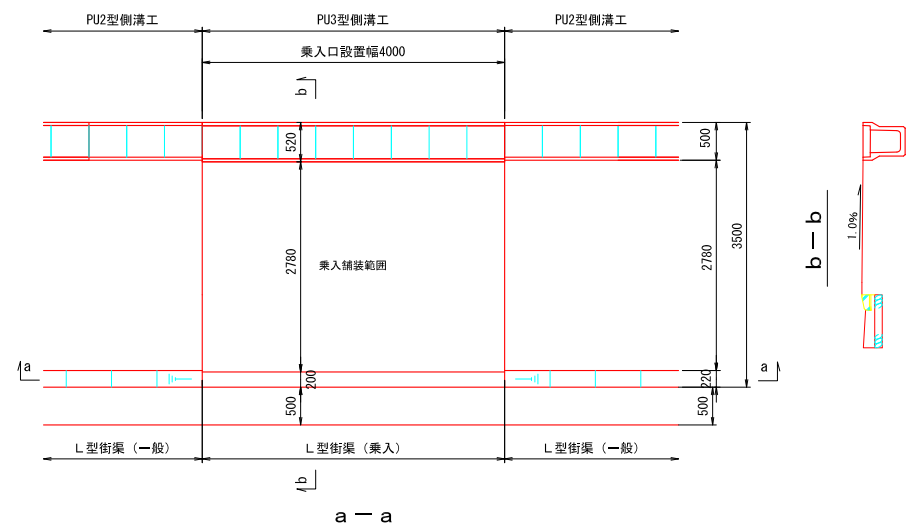 PU2型側溝工
PU3型側溝工
PU2型側溝工
乗入口設置幅4000
b
520
500
3500
2780
乗入舗装範囲
2780
b－b
1.0%
a
a
200
220
500
500
L型街渠（一般）
L型街渠（乗入）
L型街渠（一般）
b
a－a